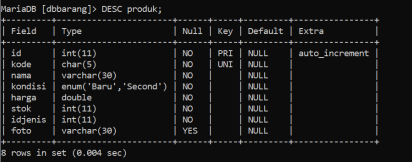 MariaDB [dbbarang]> DESC produk;
+---------+-----------------------+------+-----+---------+----------------+
| Field   | Type                  | Null | Key | Default | Extra          |
+---------+-----------------------+------+-----+---------+----------------+
| id      | int(11)               | NO   | PRI | NULL    | auto_increment |
| kode    | char(5)               | NO   | UNI | NULL    |                |
| nama    | varchar(30)           | NO   |     | NULL    |                |
| kondisi | enum('Baru','Second') | NO   |     | NULL    |                |
| harga   | double                | NO   |     | NULL    |                |
| stok    | int(11)               | NO   |     | NULL    |                |
| idjenis | int(11)               | NO   |     | NULL    |                |
| foto    | varchar(30)           | YES  |     | NULL    |                |
+---------+-----------------------+------+-----+---------+----------------+
8 rows in set (0.004 sec)